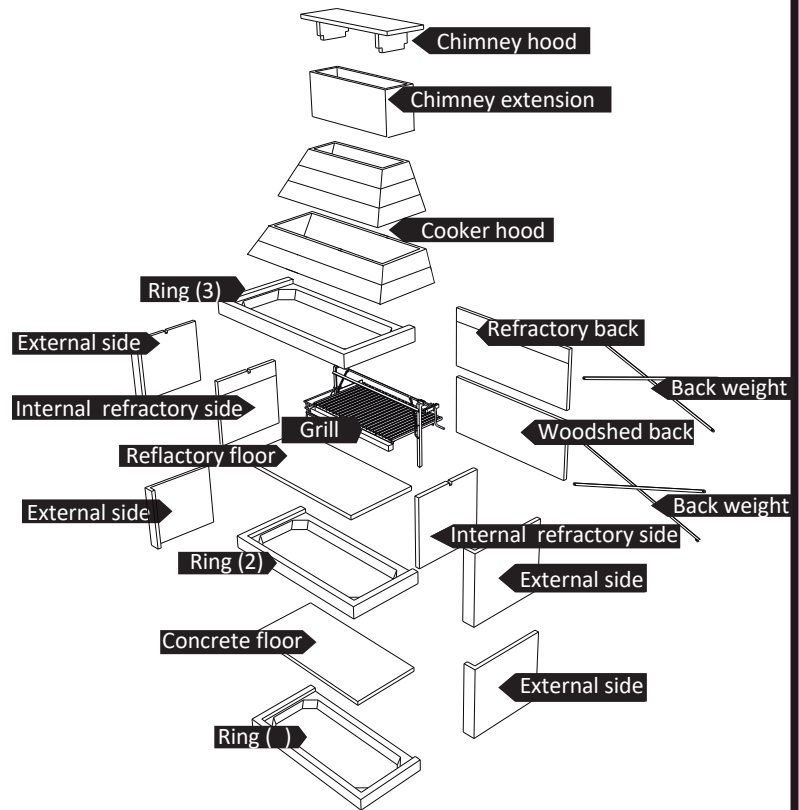 Chimney hood
Chimney extension
Cooker hood
Ring (3)
Refractory back
External side
Back weight
Internal refractory side
Grill
Woodshed back
Reflactory floor
External side
Back weight
Internal refractory side
Ring (2)
External side
Concrete floor
External side
Ring ( )